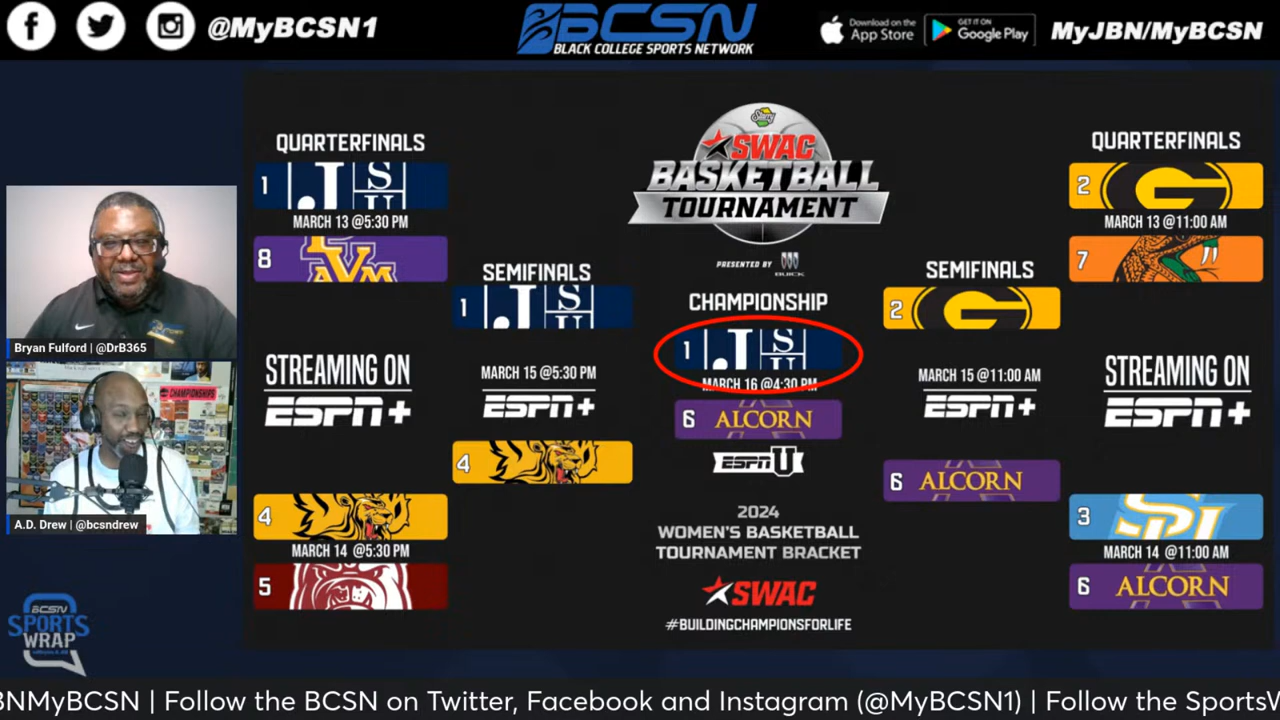 @MyBCSN1
BCSN
BLACK COLLEGE SPORTS NETWORK
Download on the
App Store
GET IT ON
Google Play
MyJBN/MyBCSN
QUARTERFINALS
1 J S U
MARCH 13 @5:30 PM
8 AVM
SEMIFINALS
1 J S U
MARCH 15 @5:30 PM
ESPN+
4
STREAMING ON
ESPN+
4
MARCH 14 @5:30 PM
5
SWAC
BASKETBALL
TOURNAMENT
PRESENTED BY BUICK
CHAMPIONSHIP
1 J S U
MARCH 16 @4:30 PM
6 ALCORN
ESPNU
2024
WOMEN'S BASKETBALL
TOURNAMENT BRACKET
SWAC
#BUILDINGCHAMPIONSFORLIFE
SEMIFINALS
2 G
MARCH 15 @11:00 AM
ESPN+
6 ALCORN
QUARTERFINALS
2 G
MARCH 13 @11:00 AM
7
STREAMING ON
ESPN+
3 SU
MARCH 14 @11:00 AM
6 ALCORN
Bryan Fulford | @DrB365
CHAMPIONSHIPS
A.D. Drew | @bcsndrew
BCSN
SPORTS
WRAP
BNMyBCSN | Follow the BCSN on Twitter, Facebook and Instagram (@MyBCSN1) | Follow the SportsW